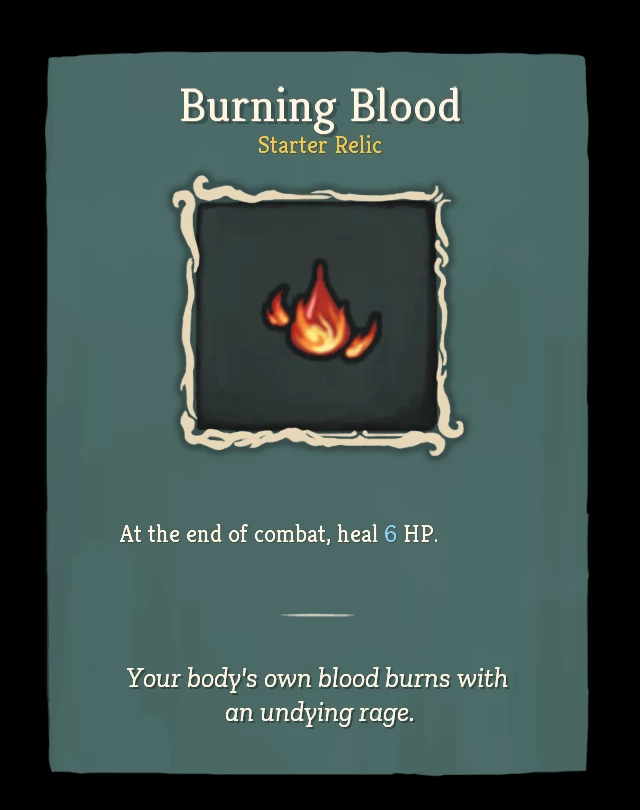 Burning Blood
Starter Relic
At the end of combat, heal 6 HP.
Your body's own blood burns with
an undying rage.